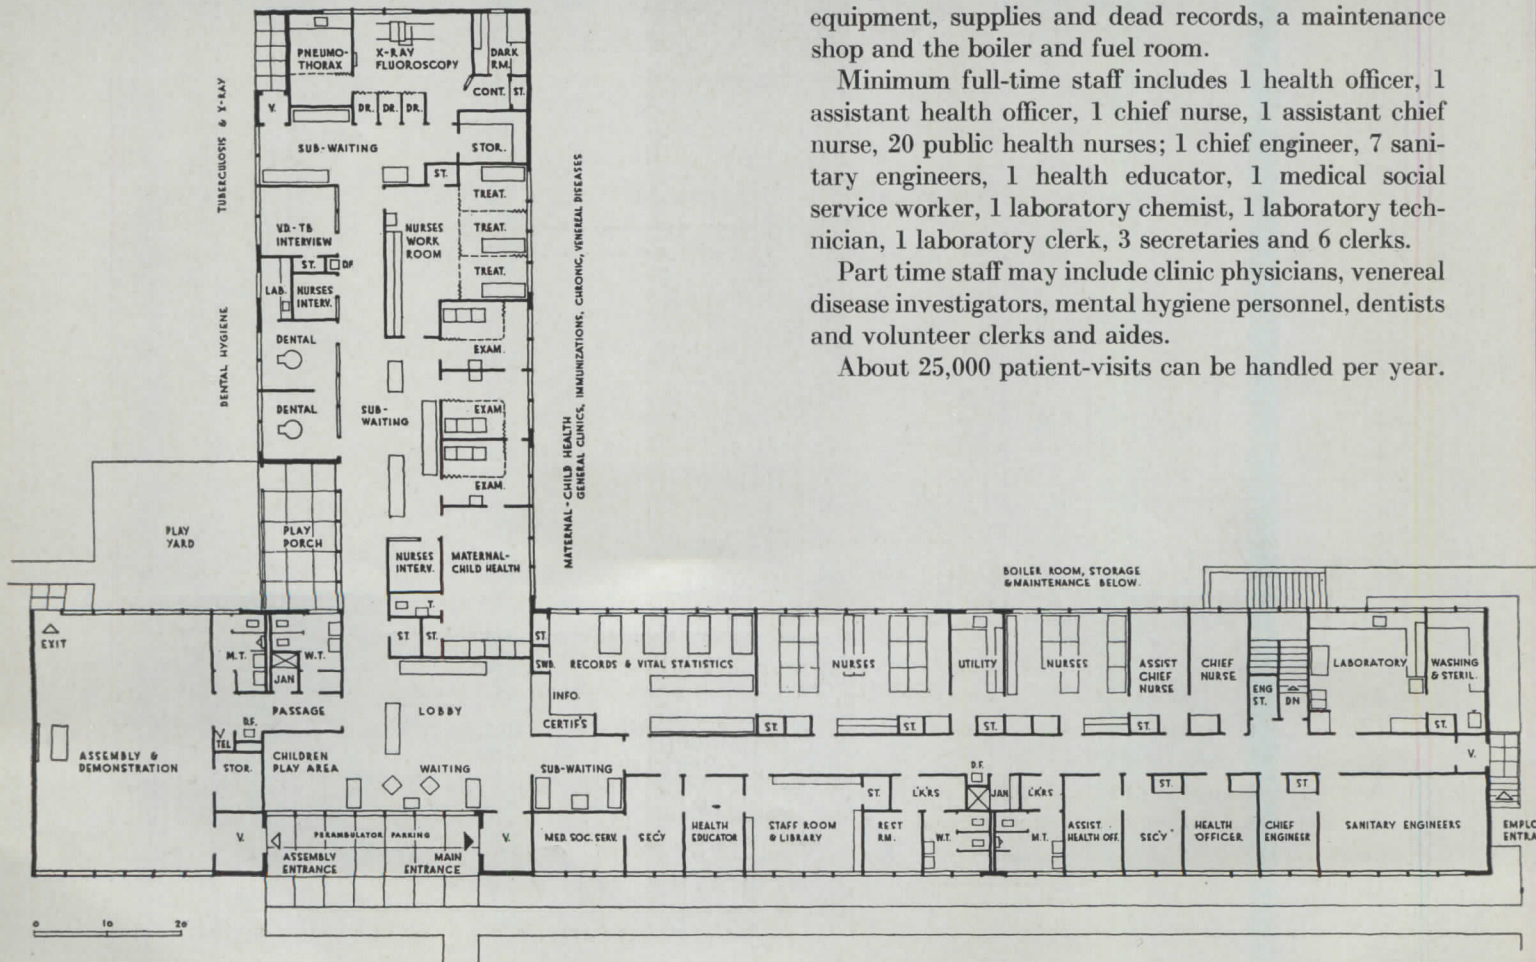 equipment, supplies and dead records, a maintenance
shop and the boiler and fuel room.
Minimum full-time staff includes 1 health officer, 1
assistant health officer, 1 chief nurse, 1 assistant chief
nurse, 20 public health nurses; 1 chief engineer, 7 sani-
tary engineers, 1 health educator, 1 medical social
service worker, 1 laboratory chemist, 1 laboratory tech-
nician, 1 laboratory clerk, 3 secretaries and 6 clerks.
Part time staff may include clinic physicians, venereal
disease investigators, mental hygiene personnel, dentists
and volunteer clerks and aides.
About 25,000 patient-visits can be handled per year.
TUBERCULOSIS & X-RAY
DENTAL HYGIENE
MATERNAL-CHILD HEALTH
GENERAL CLINICS, IMMUNIZATIONS, CHRONIC, VENEREAL DISEASES
PNEUMO-
THORAX
X-RAY
FLUOROSCOPY
DARK
RM.
CONT.
ST.
V.
DR.
DR.
DR.
SUB-WAITING
STOR.
ST.
TREAT.
VD.-TB
INTERVIEW
NURSES
WORK
ROOM
TREAT.
ST.
D.F.
TREAT.
LAB.
NURSES
INTERV.
DENTAL
EXAM.
DENTAL
SUB-
WAITING
EXAM.
EXAM.
PLAY
YARD
PLAY
PORCH
NURSES
INTERV.
MATERNAL-
CHILD HEALTH
T.
BOILER ROOM, STORAGE
& MAINTENANCE BELOW.
EXIT
M.T.
W.T.
JAN
ST.
ST.
ST.
SWB.
RECORDS & VITAL STATISTICS
NURSES
UTILITY
NURSES
ASSIST
CHIEF
NURSE
CHIEF
NURSE
ENG
ST.
DN
LABORATORY
WASHING
& STERIL.
INFO.
CERTIF'S
ST.
ST.
ST.
ST.
ST.
PASSAGE
LOBBY
D.F.
TEL
STOR.
ASSEMBLY &
DEMONSTRATION
CHILDREN
PLAY AREA
WAITING
SUB-WAITING
D.F.
V.
ST.
L'K'RS
JAN
L'K'RS
ST.
ST.
V.
PERAMBULATOR PARKING
V.
MED. SOC. SERV.
SEC'Y
HEALTH
EDUCATOR
STAFF ROOM
& LIBRARY
REST
RM.
W.T.
M.T.
ASSIST.
HEALTH OFF.
SEC'Y
HEALTH
OFFICER
CHIEF
ENGINEER
SANITARY ENGINEERS
EMPLO
ENTRA
ASSEMBLY
ENTRANCE
MAIN
ENTRANCE
0 10 20